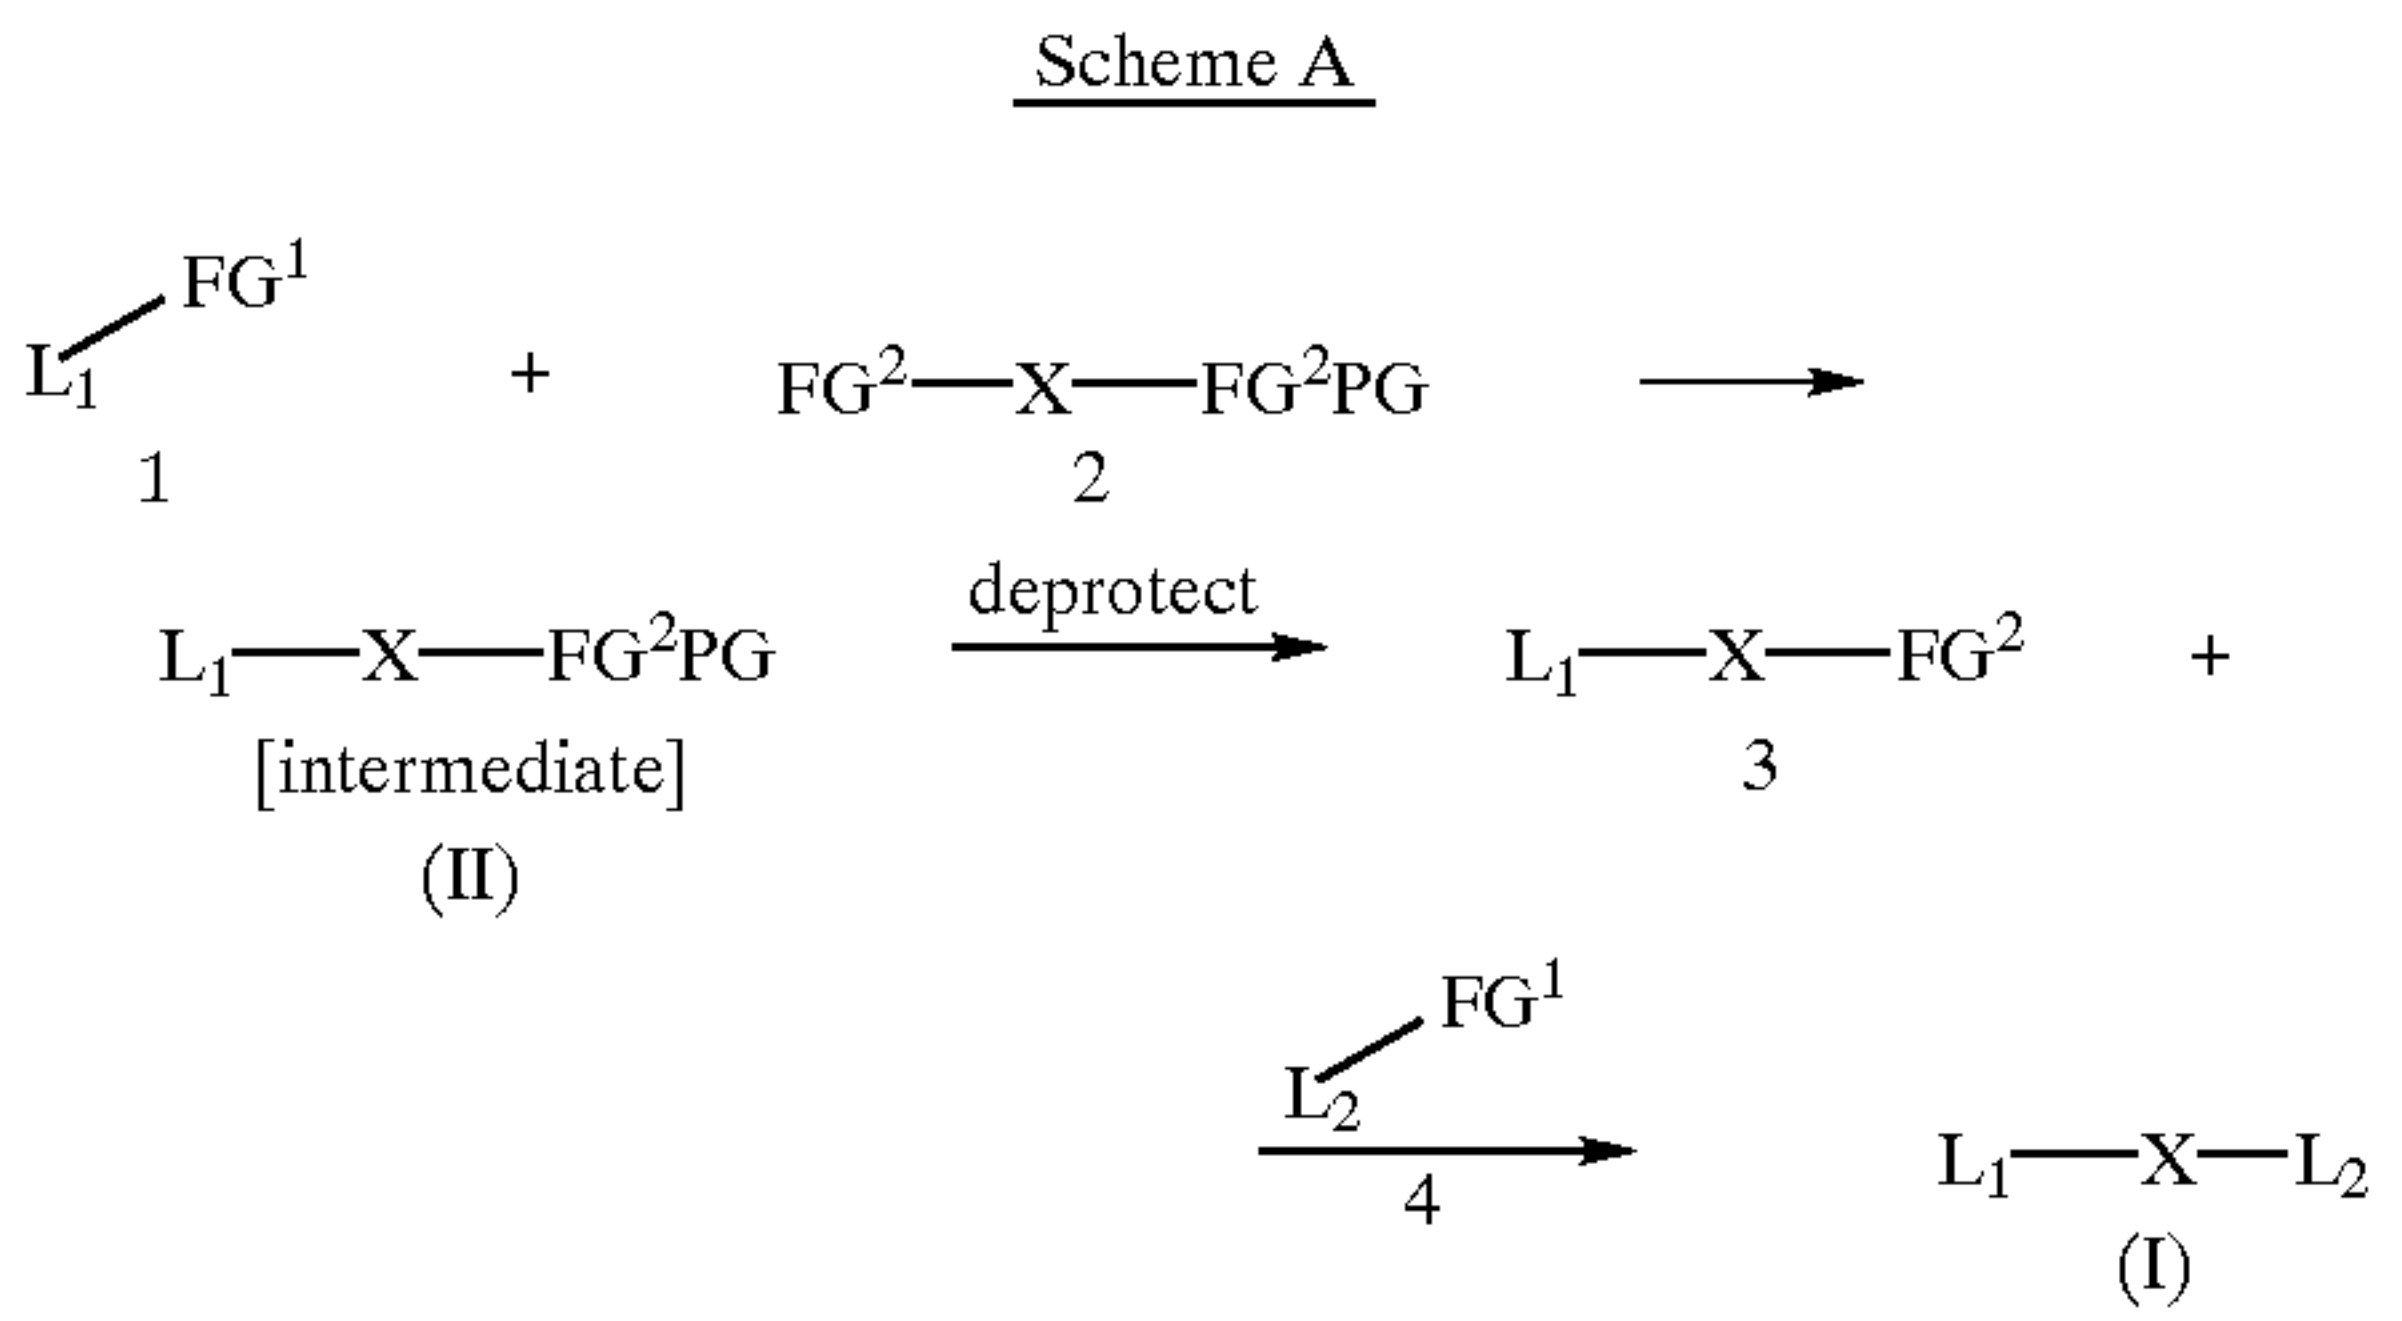 Scheme A
FG¹
L₁
+
FG²—X—FG²PG
1
2
deprotect
L₁—X—FG²PG
L₁—X—FG²
+
[intermediate]
3
(II)
FG¹
L₂
4
L₁—X—L₂
(I)